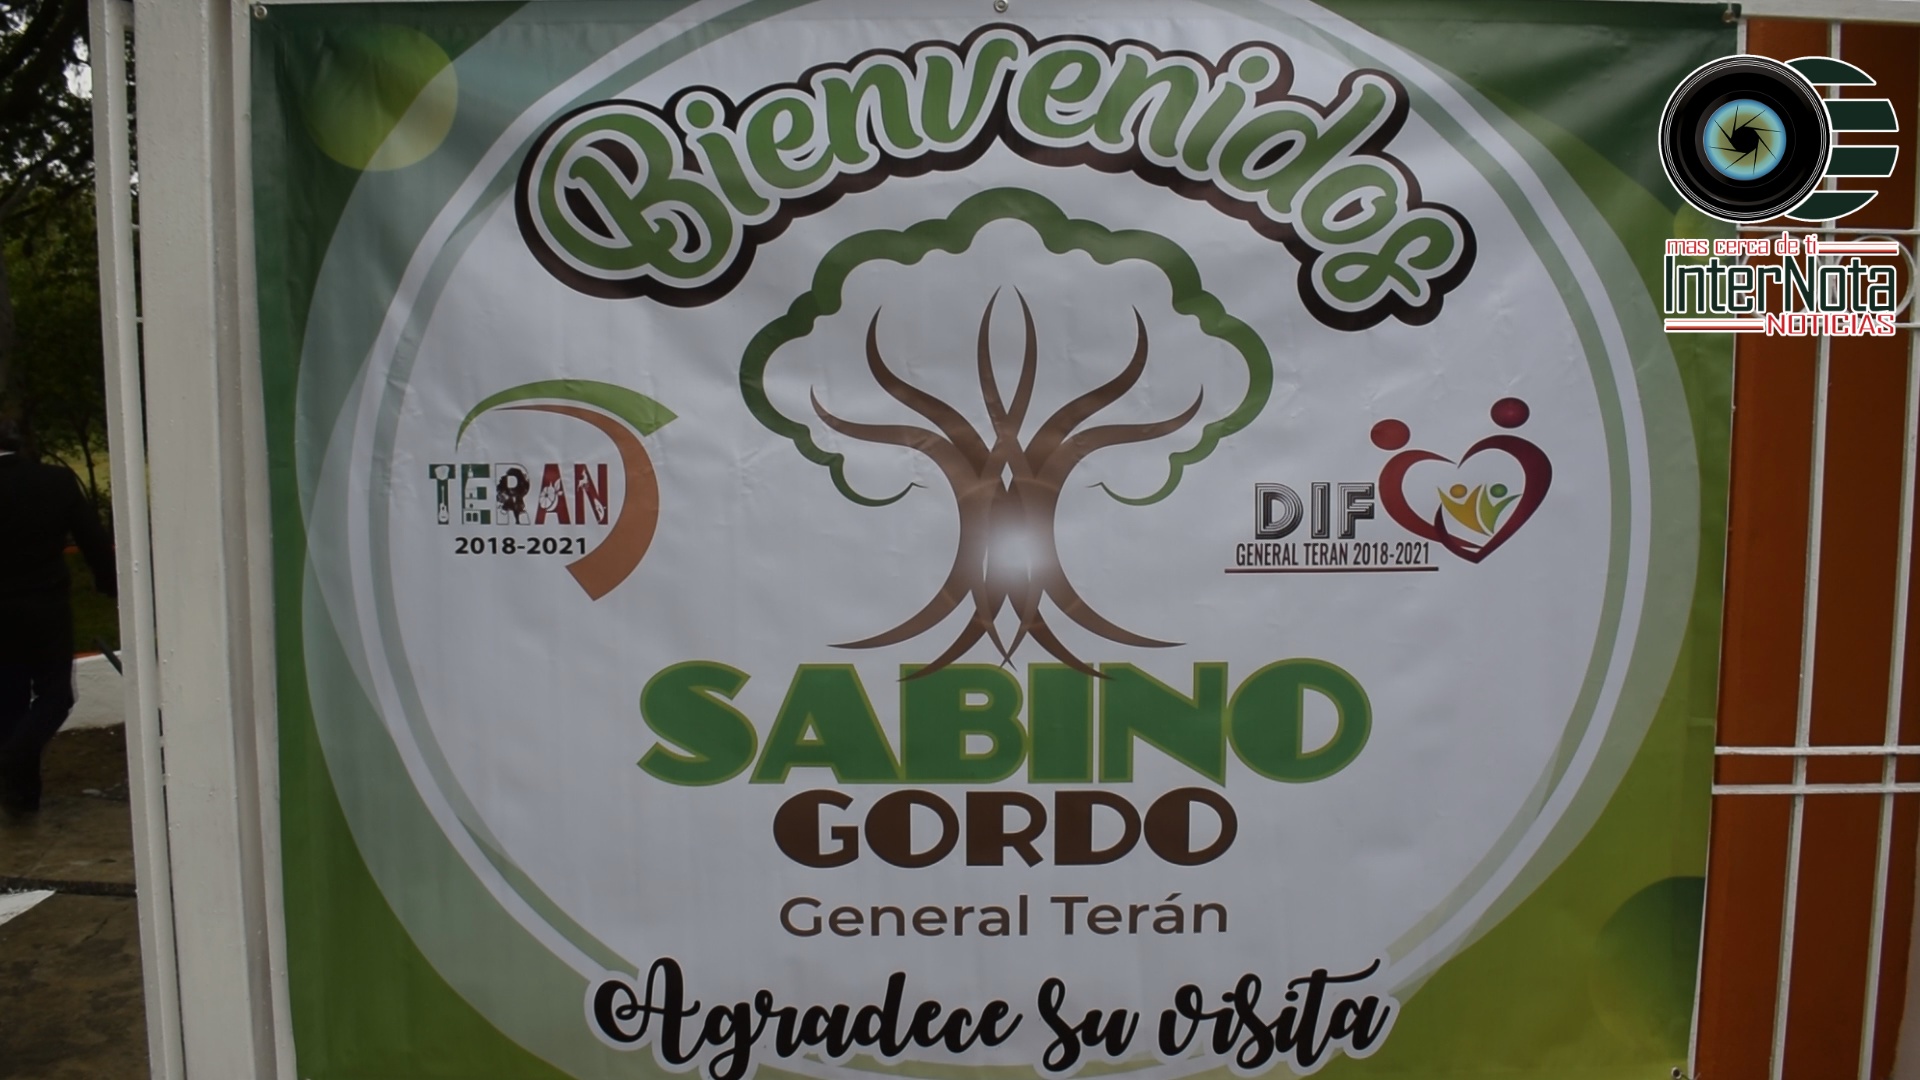 Bienvenidos
TERAN
2018-2021
DIF
GENERAL TERAN 2018-2021
SABINO
GORDO
General Terán
Agradece su visita
mas cerca de ti
InterNota
NOTICIAS